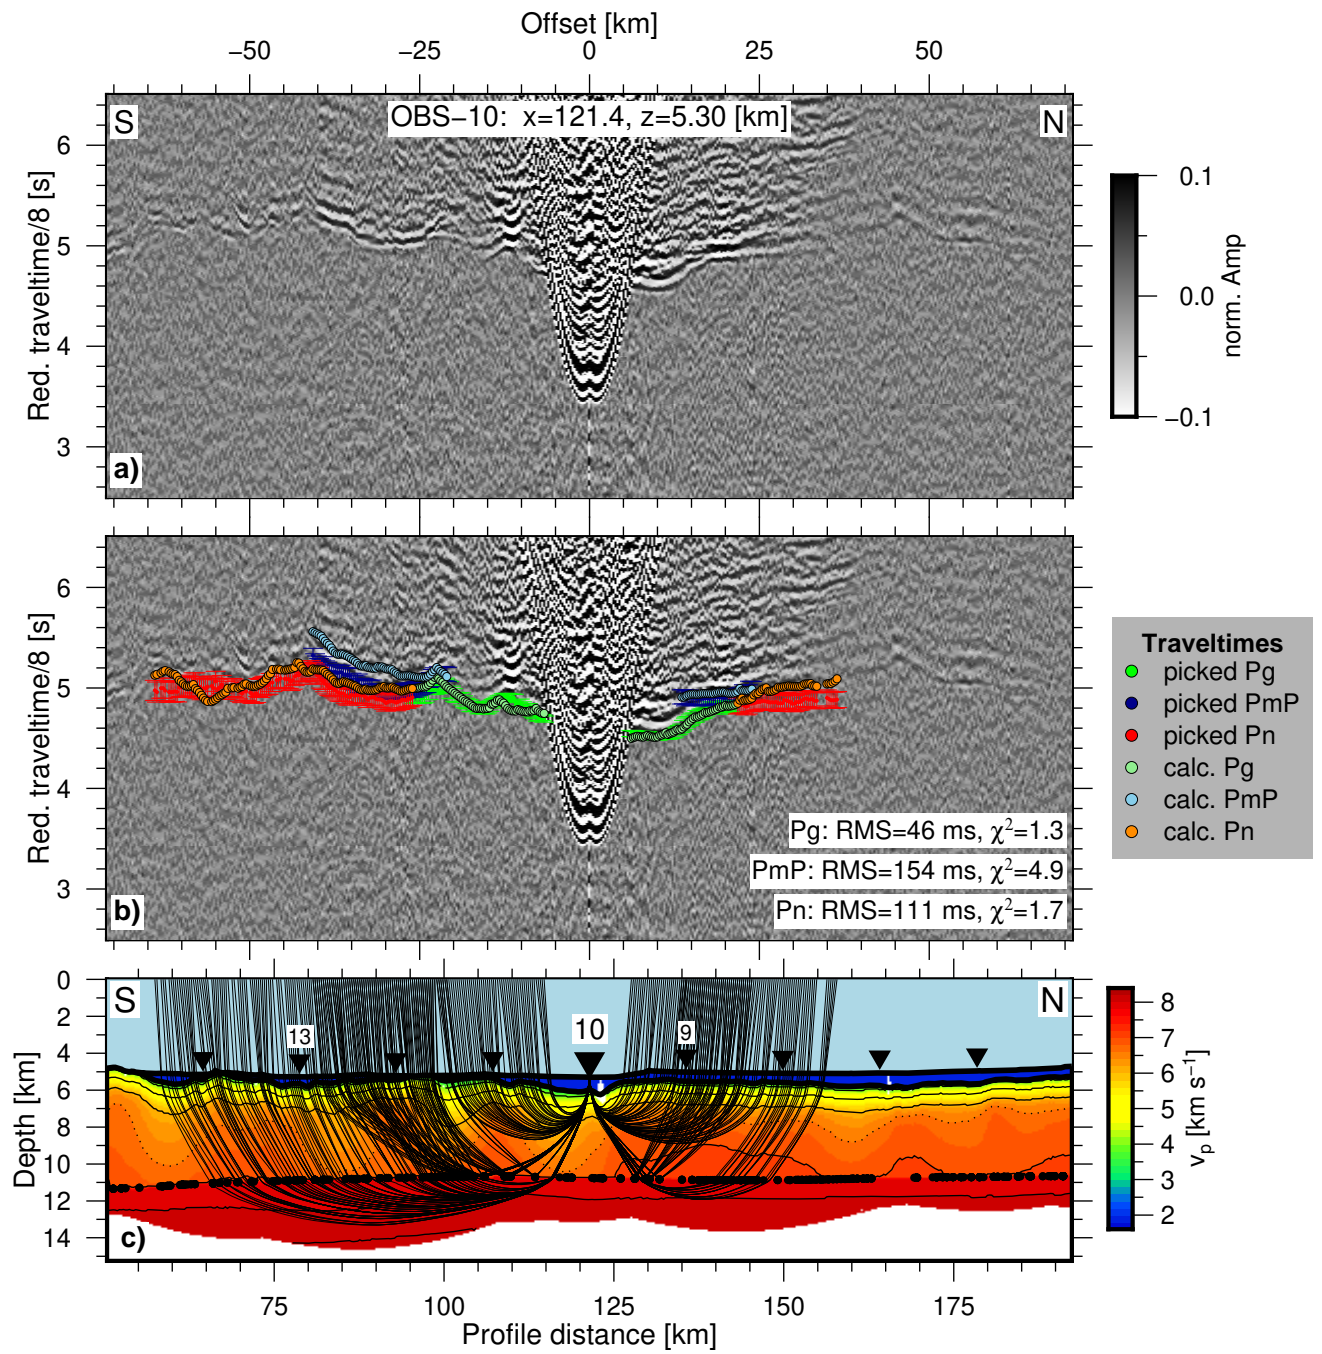 Offset [km]
−50 −25 0 25 50
S OBS−10: x=121.4, z=5.30 [km] N
Red. traveltime/8 [s]
6
5
4
3
a)
0.1
0.0
−0.1
norm. Amp
Red. traveltime/8 [s]
6
5
4
3
b)
Pg: RMS=46 ms, χ²=1.3
PmP: RMS=154 ms, χ²=4.9
Pn: RMS=111 ms, χ²=1.7
Traveltimes
picked Pg
picked PmP
picked Pn
calc. Pg
calc. PmP
calc. Pn
Depth [km]
0
2
4
6
8
10
12
14
S N
13 10 9
c)
75 100 125 150 175
Profile distance [km]
8
7
6
5
4
3
2
vp [km s⁻¹]